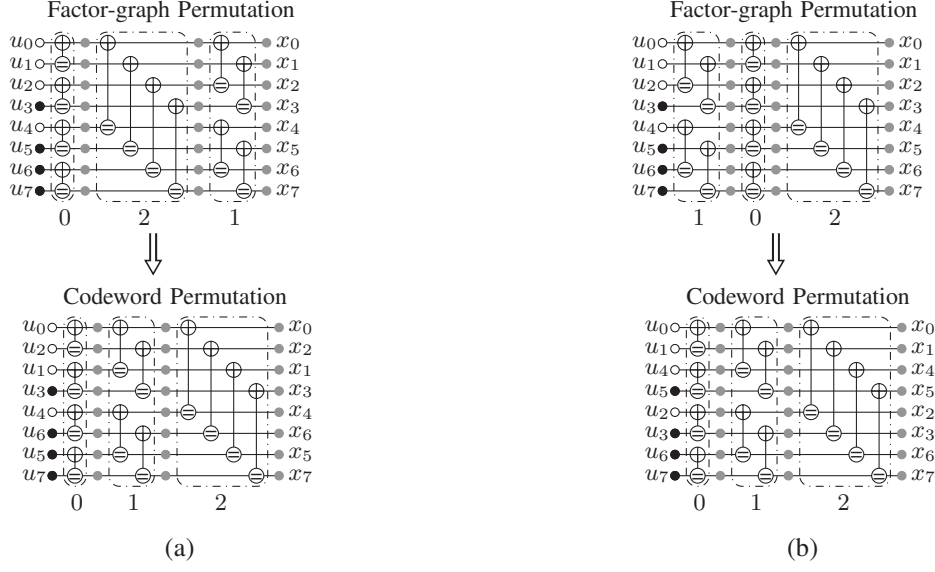 Factor-graph Permutation
u0 x0
u1 x1
u2 x2
u3 x3
u4 x4
u5 x5
u6 x6
u7 x7
0 2 1
Codeword Permutation
u0 x0
u2 x2
u1 x1
u3 x3
u4 x4
u6 x6
u5 x5
u7 x7
0 1 2
(a)
Factor-graph Permutation
u0 x0
u1 x1
u2 x2
u3 x3
u4 x4
u5 x5
u6 x6
u7 x7
1 0 2
Codeword Permutation
u0 x0
u1 x1
u4 x4
u5 x5
u2 x2
u3 x3
u6 x6
u7 x7
0 1 2
(b)